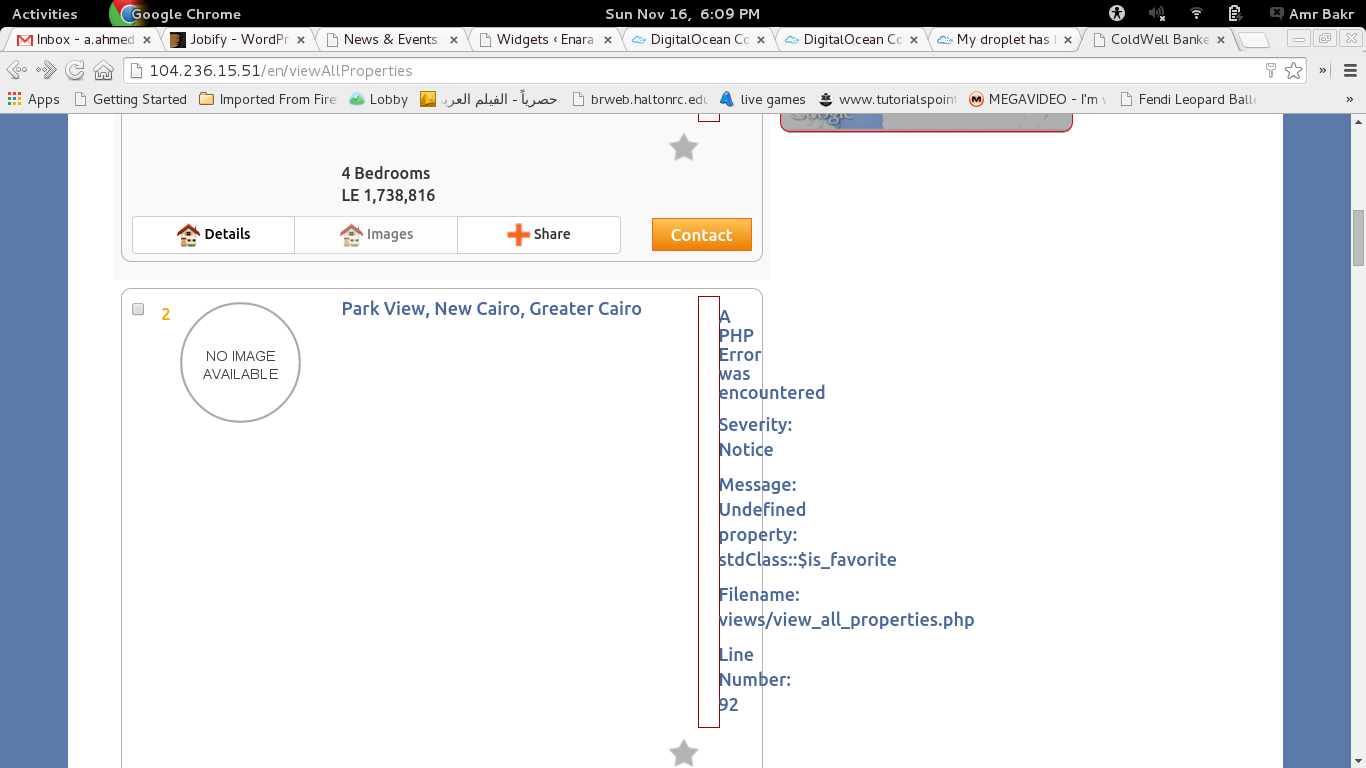 Activities
Google Chrome
Sun Nov 16, 6:09 PM
Amr Bakr
Inbox - a.ahmed
Jobify - WordPr
News & Events
Widgets ‹ Enara
DigitalOcean Co
DigitalOcean Co
My droplet has
ColdWell Banke
104.236.15.51/en/viewAllProperties
Apps
Getting Started
Imported From Fire
Lobby
حصرياً - الفيلم العرب
brweb.haltonrc.edu
live games
www.tutorialspoint
MEGAVIDEO - I'm
Fendi Leopard Balle
»
Google
4 Bedrooms
LE 1,738,816
Details
Images
Share
Contact
2
NO IMAGE
AVAILABLE
Park View, New Cairo, Greater Cairo
A
PHP
Error
was
encountered
Severity:
Notice
Message:
Undefined
property:
stdClass::$is_favorite
Filename:
views/view_all_properties.php
Line
Number:
92